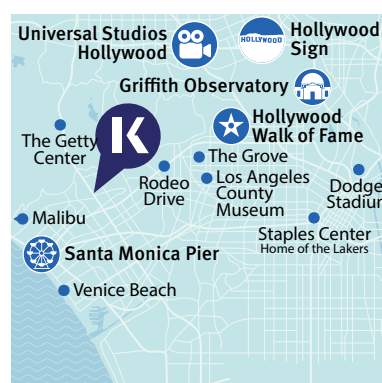 Universal Studios
Hollywood
HOLLYWOOD
Hollywood
Sign
Griffith Observatory
Hollywood
Walk of Fame
The Getty
Center
K
The Grove
Rodeo
Drive
Los Angeles
County
Museum
Dodge
Stadiur
Malibu
Staples Center
Home of the Lakers
Santa Monica Pier
Venice Beach